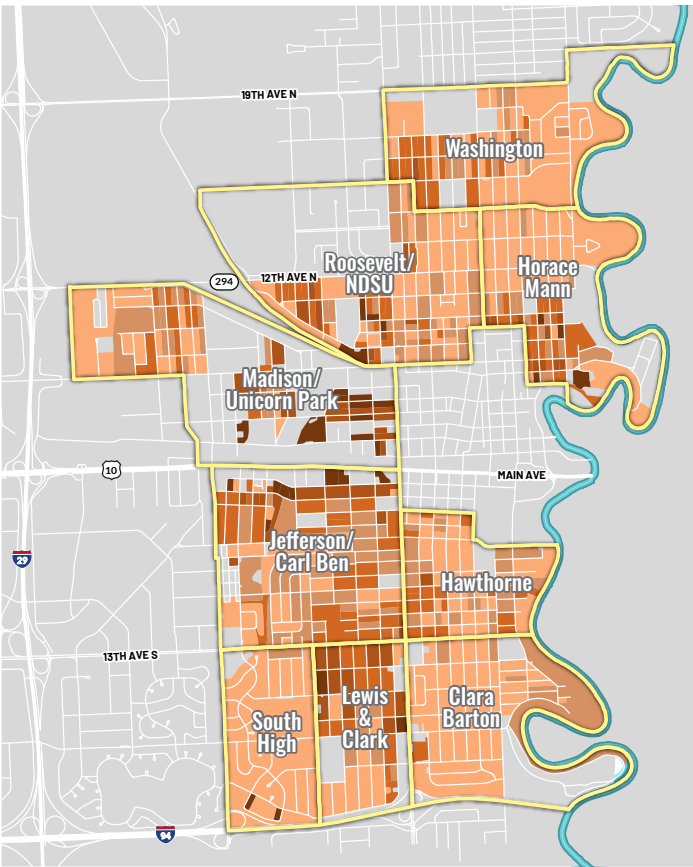 19TH AVE N
Washington
Roosevelt/
NDSU
12TH AVE N
294
Horace
Mann
Madison/
Unicorn Park
10
MAIN AVE
29
Jefferson/
Carl Ben
Hawthorne
13TH AVE S
South
High
Lewis
&
Clark
Clara
Barton
94